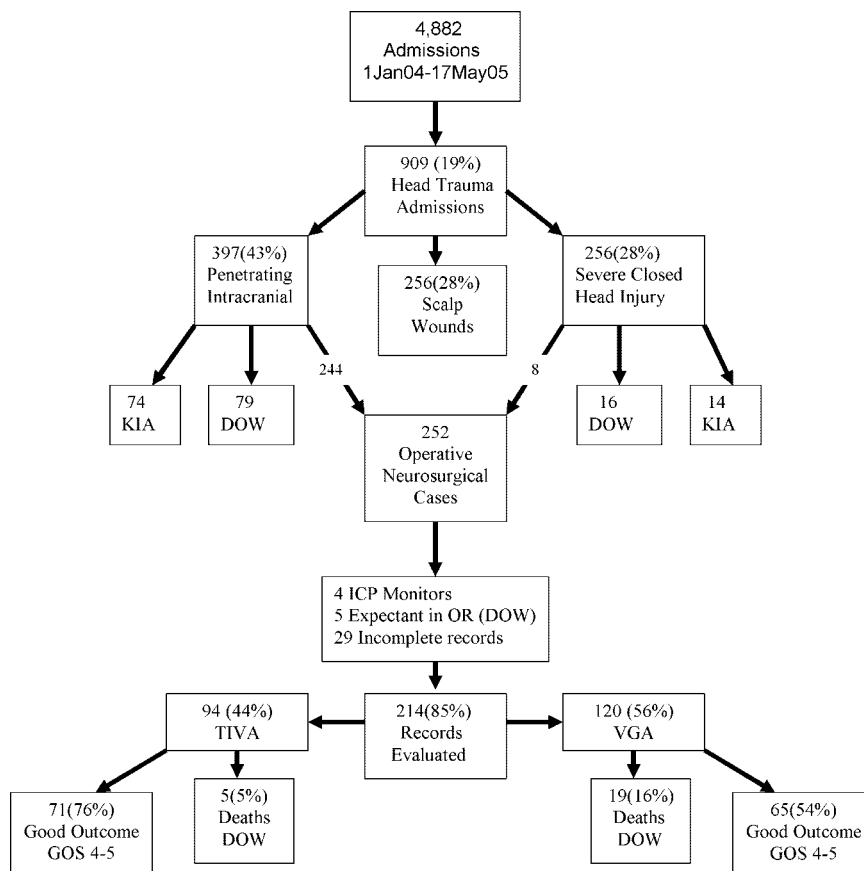 4,882
Admissions
1Jan04-17May05
909 (19%)
Head Trauma
Admissions
397(43%)
Penetrating
Intracranial
256(28%)
Scalp
Wounds
256(28%)
Severe Closed
Head Injury
244
8
74
KIA
79
DOW
252
Operative
Neurosurgical
Cases
16
DOW
14
KIA
4 ICP Monitors
5 Expectant in OR (DOW)
29 Incomplete records
94 (44%)
TIVA
214(85%)
Records
Evaluated
120 (56%)
VGA
71(76%)
Good Outcome
GOS 4-5
5(5%)
Deaths
DOW
19(16%)
Deaths
DOW
65(54%)
Good Outcome
GOS 4-5